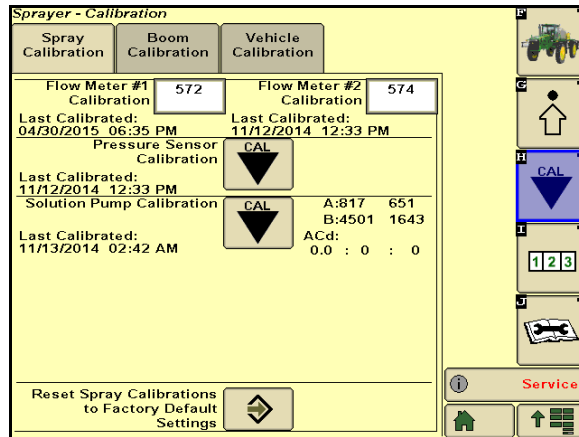 Sprayer - Calibration
Spray Calibration
Boom Calibration
Vehicle Calibration
Flow Meter #1 Calibration 572
Flow Meter #2 Calibration 574
Last Calibrated: 04/30/2015 06:35 PM
Last Calibrated: 11/12/2014 12:33 PM
Pressure Sensor Calibration
CAL
Last Calibrated: 11/12/2014 12:33 PM
Solution Pump Calibration
CAL
A:817 651
B:4501 1643
Last Calibrated: 11/13/2014 02:42 AM
ACd:
0.0 : 0 : 0
Reset Spray Calibrations to Factory Default Settings
F
G
H
CAL
I
1 2 3
J
Service